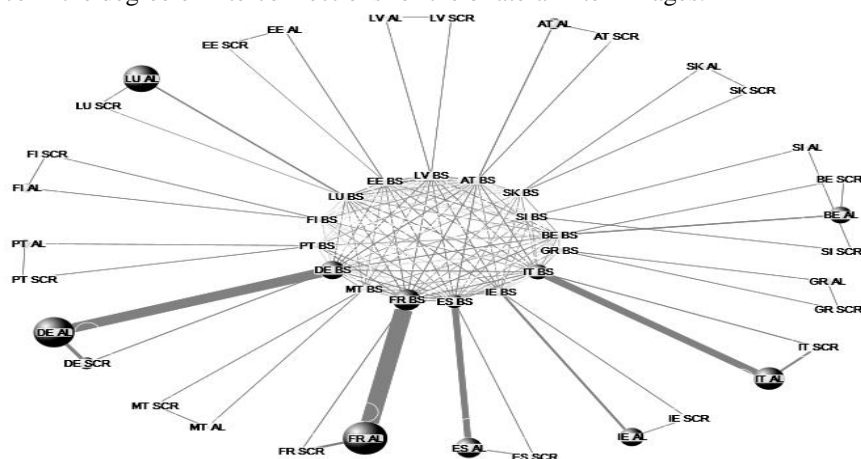 LV AL LV SCR
AT AL
EE AL
AT SCR
EE SCR
SK AL
LU AL
SK SCR
LU SCR
SI AL
FI SCR
LV BS
EE BS
AT BS
BE SCR
FI AL
LU BS
SK BS
FI BS
SI BS
BE AL
PT AL
PT BS
BE BS
SI SCR
GR BS
PT SCR
DE BS
IT BS
GR AL
MT BS
FR BS
ES BS
IE BS
GR SCR
DE AL
IT SCR
DE SCR
IT AL
MT SCR
IE SCR
MT AL
FR AL
IE AL
FR SCR
ES AL
ES SCR